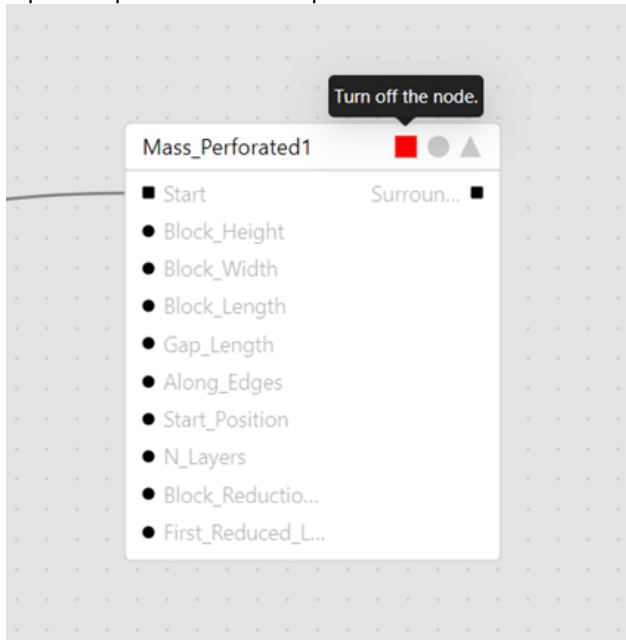 Turn off the node.
Mass_Perforated1
Start Surroun...
Block_Height
Block_Width
Block_Length
Gap_Length
Along_Edges
Start_Position
N_Layers
Block_Reductio...
First_Reduced_L...